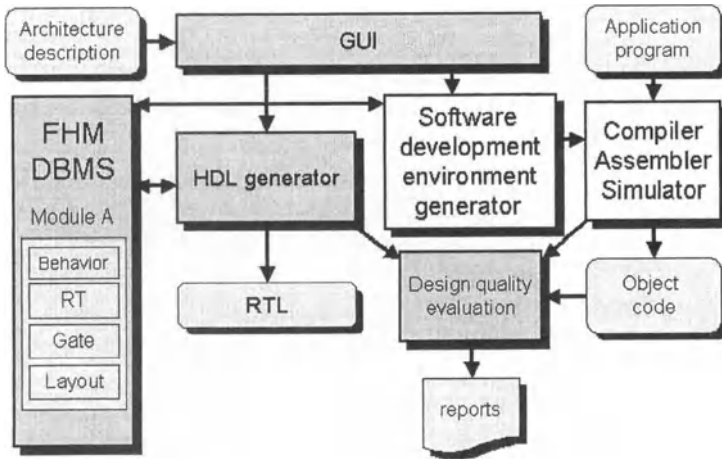 Architecture
description
GUI
Application
program
FHM
DBMS
Module A
Behavior
RT
Gate
Layout
HDL generator
Software
development
environment
generator
Compiler
Assembler
Simulator
RTL
Design quality
evaluation
Object
code
reports